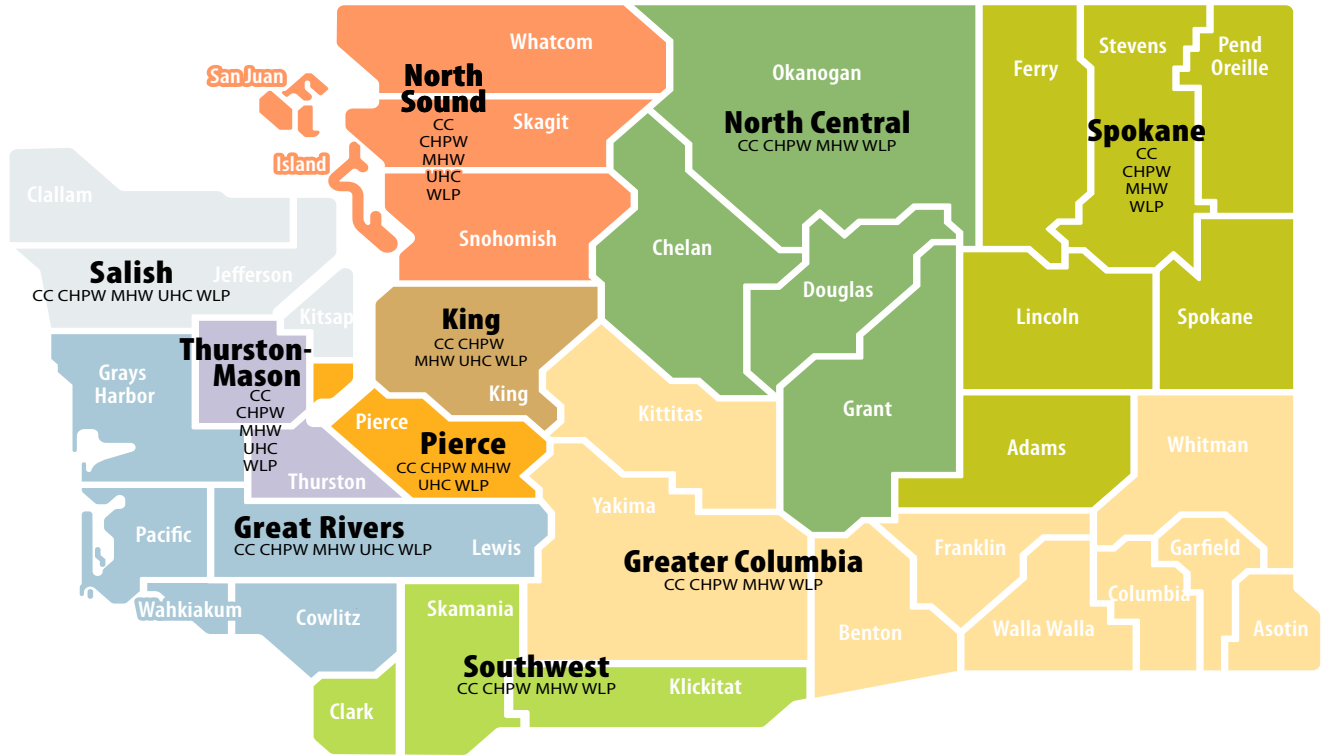 Whatcom
San Juan
North
Sound
CC
CHPW
MHW
UHC
WLP
Skagit
Island
Snohomish
Okanogan
North Central
CC CHPW MHW WLP
Chelan
Douglas
Grant
Ferry
Stevens
Pend
Oreille
Spokane
CC
CHPW
MHW
WLP
Lincoln
Spokane
Adams
Clallam
Salish
Jefferson
CC CHPW MHW UHC WLP
Kitsap
King
CC CHPW
MHW UHC WLP
King
Thurston-
Mason
CC
CHPW
MHW
UHC
WLP
Thurston
Grays
Harbor
Pierce
Pierce
CC CHPW MHW
UHC WLP
Kittitas
Whitman
Yakima
Pacific
Great Rivers
CC CHPW MHW UHC WLP
Lewis
Greater Columbia
CC CHPW MHW WLP
Franklin
Garfield
Columbia
Wahkiakum
Cowlitz
Skamania
Benton
Walla Walla
Asotin
Southwest
CC CHPW MHW WLP
Klickitat
Clark